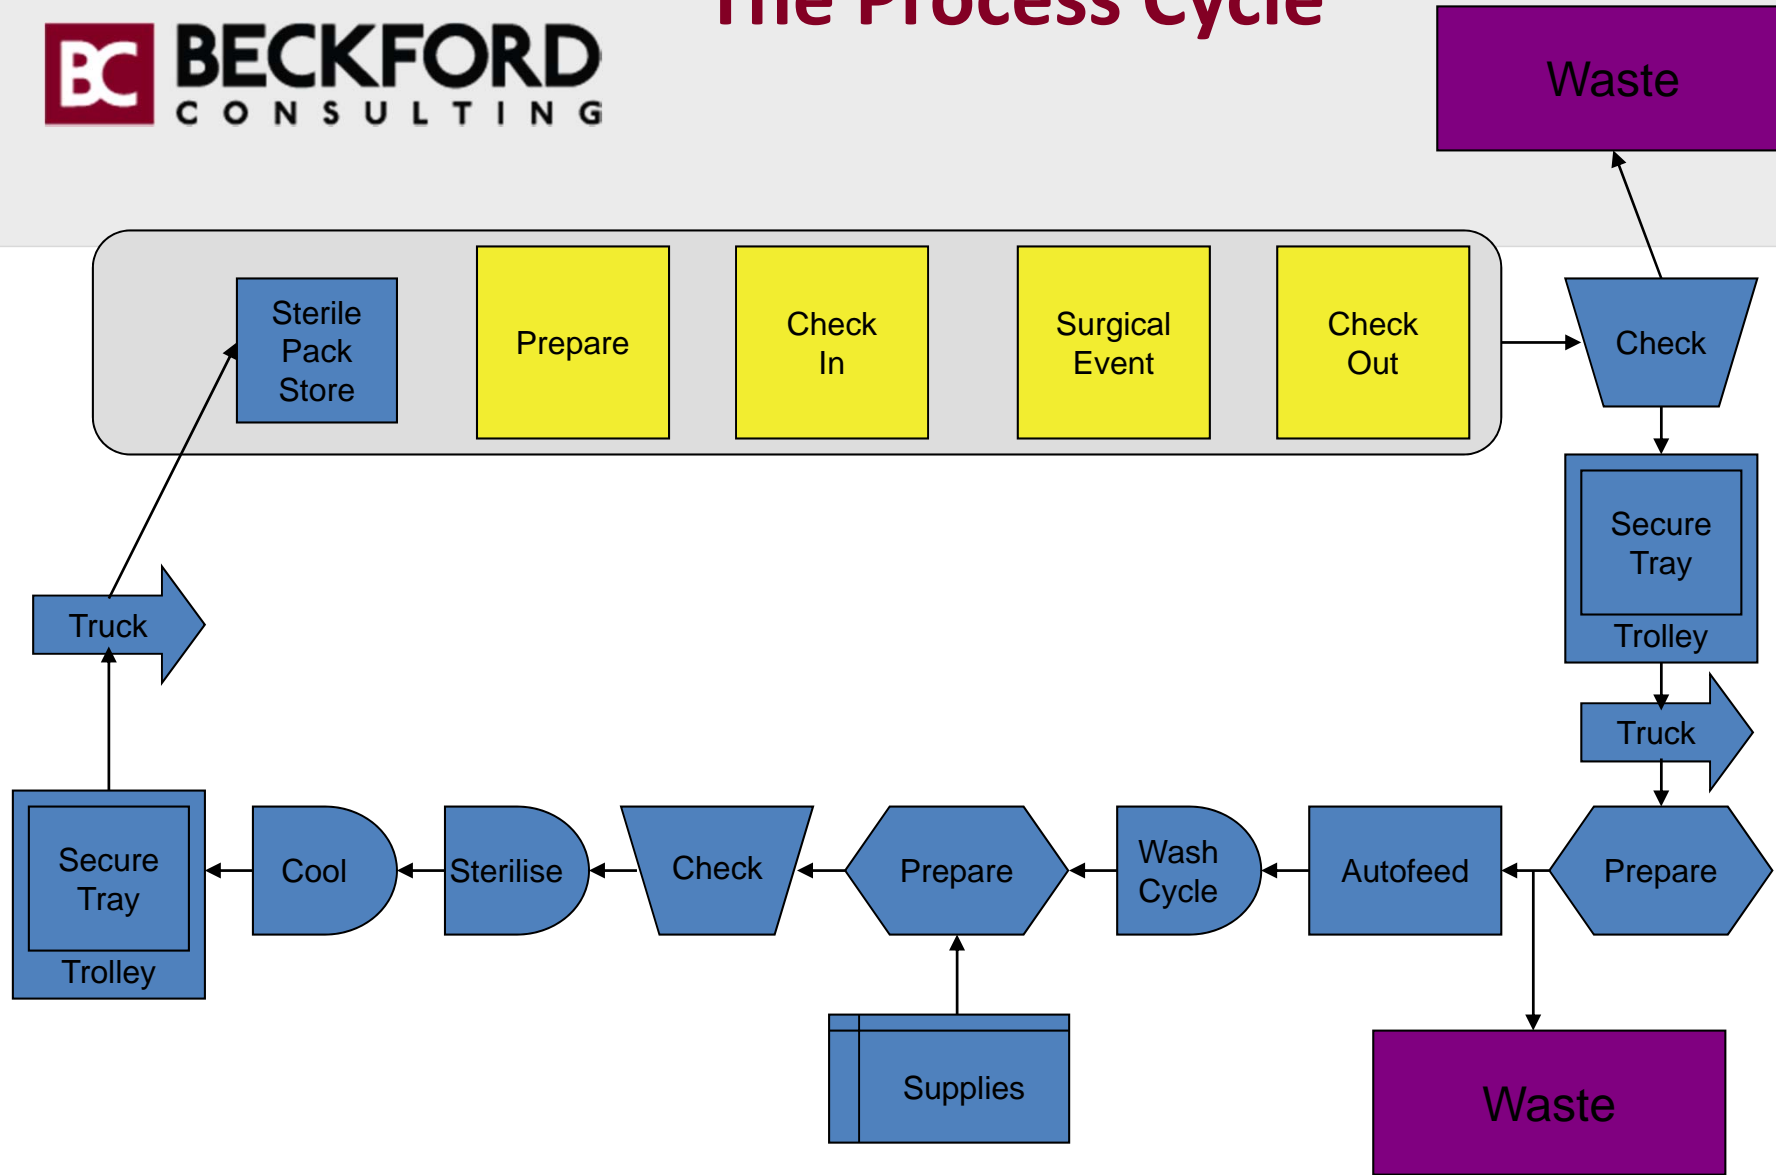 The Process Cycle
BC BECKFORD
CONSULTING
Waste
Sterile
Pack
Store
Prepare
Check
In
Surgical
Event
Check
Out
Check
Secure
Tray
Trolley
Truck
Truck
Secure
Tray
Trolley
Cool
Sterilise
Check
Prepare
Wash
Cycle
Autofeed
Prepare
Supplies
Waste